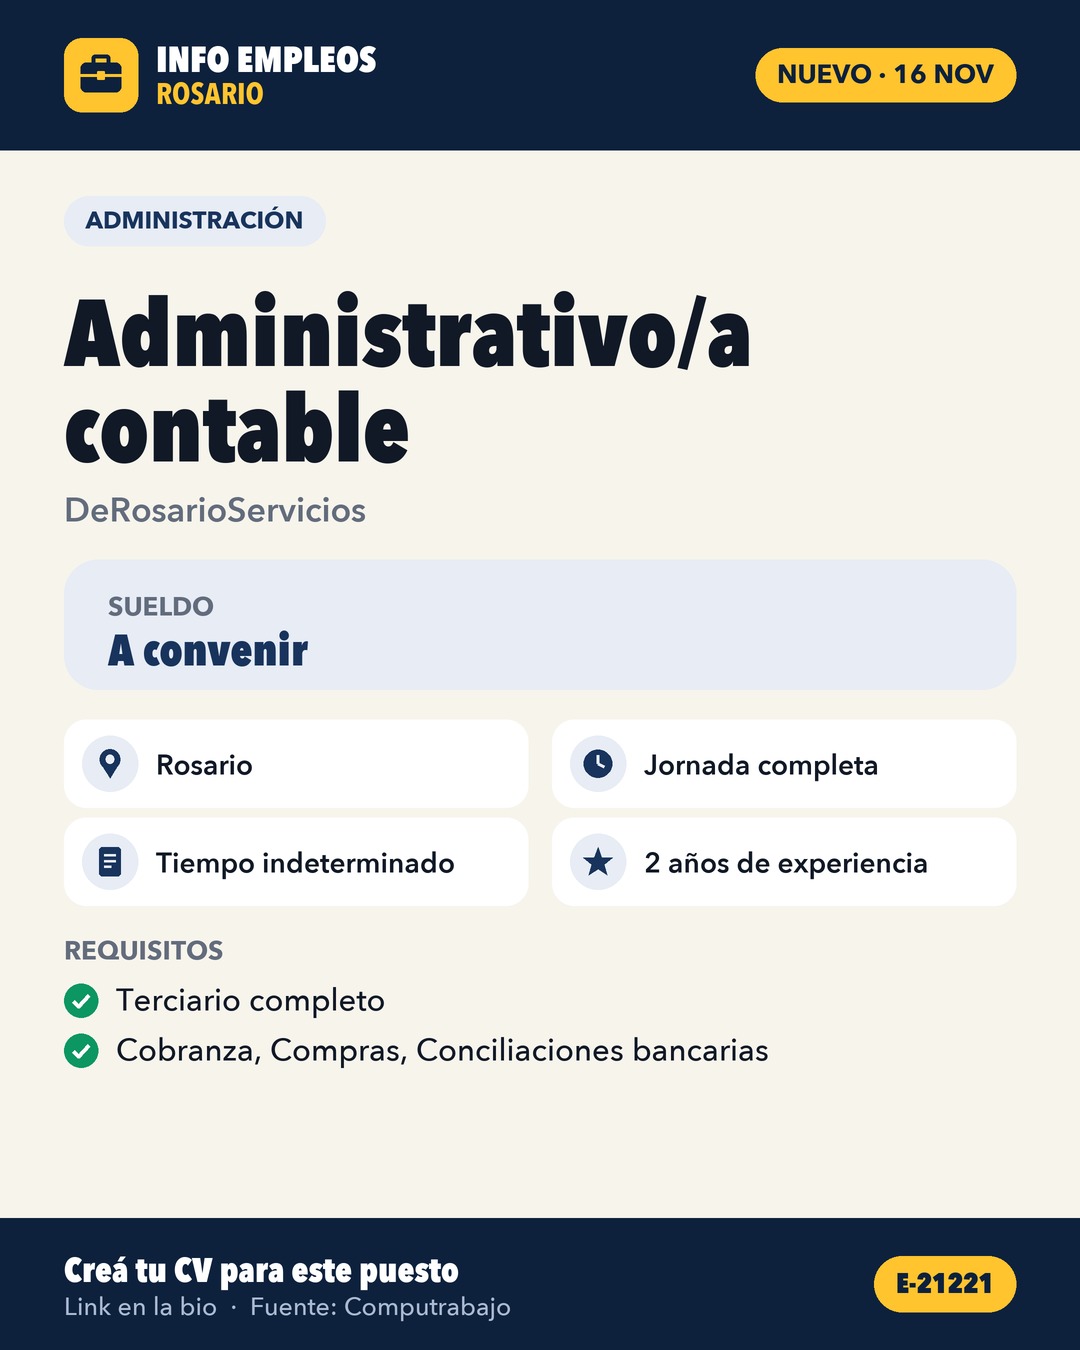 INFO EMPLEOS
ROSARIO
NUEVO · 16 NOV
ADMINISTRACIÓN
Administrativo/a
contable
DeRosarioServicios
SUELDO
A convenir
Rosario
Jornada completa
Tiempo indeterminado
2 años de experiencia
REQUISITOS
Terciario completo
Cobranza, Compras, Conciliaciones bancarias
Creá tu CV para este puesto
Link en la bio · Fuente: Computrabajo
E-21221